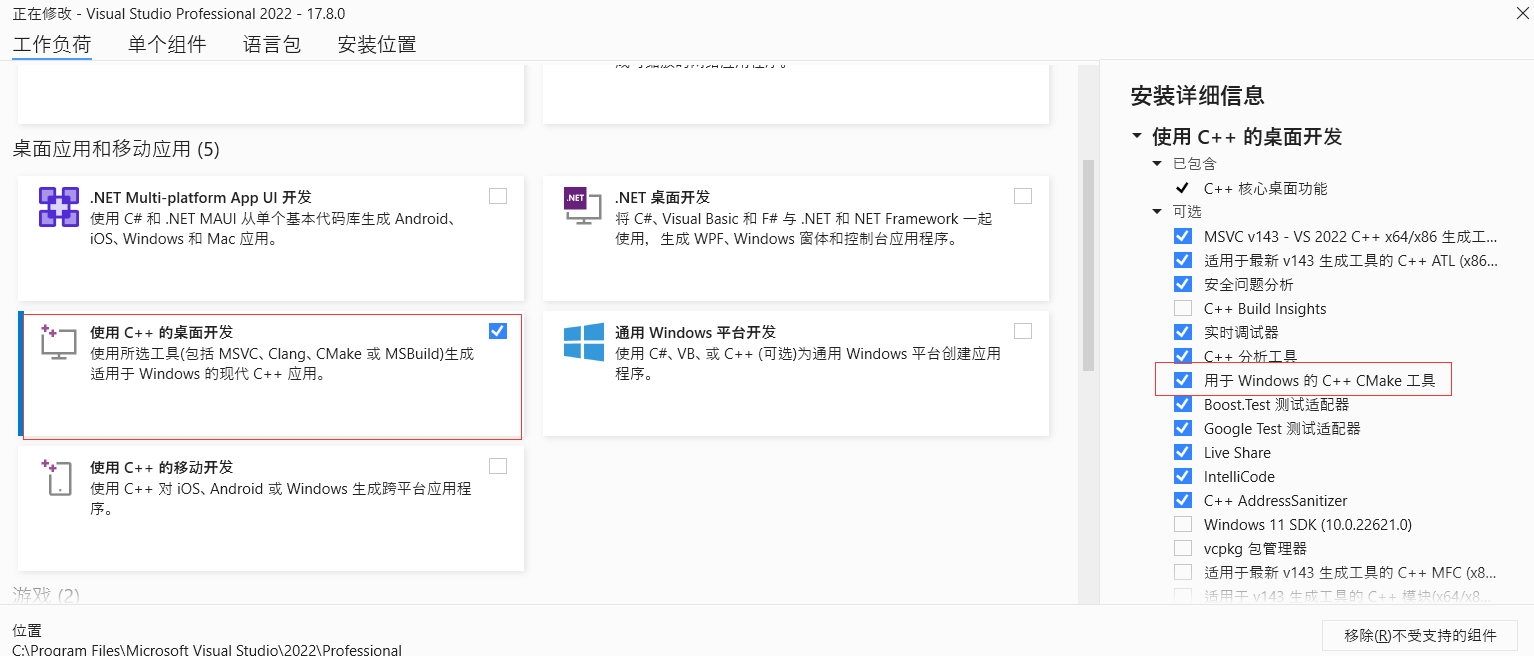 正在修改 - Visual Studio Professional 2022 - 17.8.0
工作负荷 单个组件 语言包 安装位置
桌面应用和移动应用 (5)
.NET Multi-platform App UI 开发
使用 C# 和 .NET MAUI 从单个基本代码库生成 Android、
iOS、Windows 和 Mac 应用。
.NET
.NET 桌面开发
将 C#、Visual Basic 和 F# 与 .NET 和 NET Framework 一起
使用，生成 WPF、Windows 窗体和控制台应用程序。
使用 C++ 的桌面开发
使用所选工具(包括 MSVC、Clang、CMake 或 MSBuild)生成
适用于 Windows 的现代 C++ 应用。
通用 Windows 平台开发
使用 C#、VB、或 C++ (可选)为通用 Windows 平台创建应用
程序。
使用 C++ 的移动开发
使用 C++ 对 iOS、Android 或 Windows 生成跨平台应用程
序。
游戏 (2)
安装详细信息
使用 C++ 的桌面开发
已包含
C++ 核心桌面功能
可选
MSVC v143 - VS 2022 C++ x64/x86 生成工...
适用于最新 v143 生成工具的 C++ ATL (x86...
安全问题分析
C++ Build Insights
实时调试器
C++ 分析工具
用于 Windows 的 C++ CMake 工具
Boost.Test 测试适配器
Google Test 测试适配器
Live Share
IntelliCode
C++ AddressSanitizer
Windows 11 SDK (10.0.22621.0)
vcpkg 包管理器
适用于最新 v143 生成工具的 C++ MFC (x8...
适用于 v143 生成工具的 C++ 模块(x64/x8...
位置
C:\Program Files\Microsoft Visual Studio\2022\Professional
移除(R)不受支持的组件